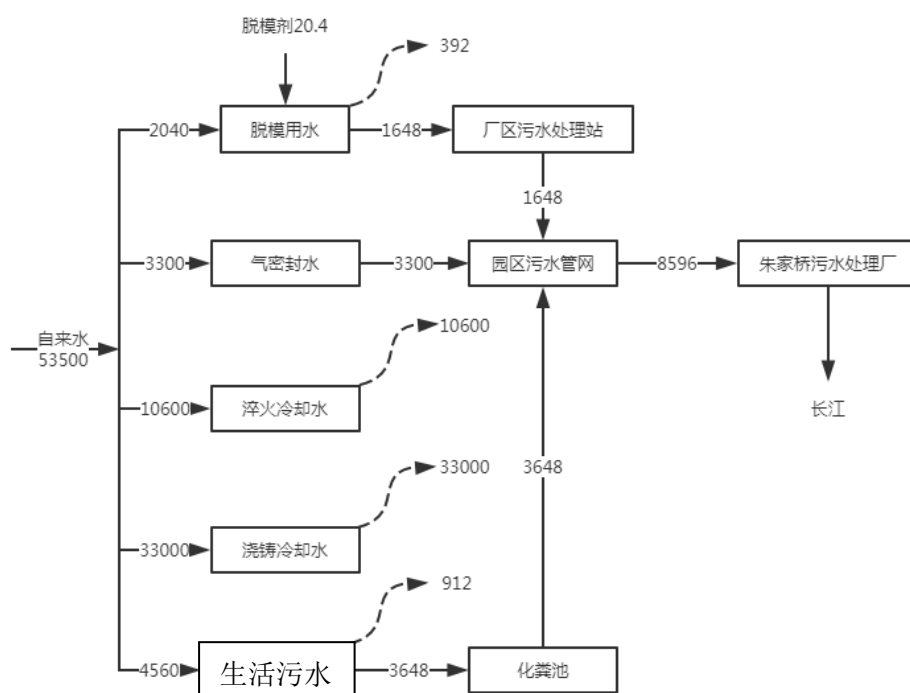 脱模剂20.4
392
2040
脱模用水
1648
厂区污水处理站
1648
3300
气密封水
3300
园区污水管网
8596
朱家桥污水处理厂
自来水
53500
10600
10600
淬火冷却水
长江
33000
3648
33000
浇铸冷却水
912
4560
生活污水
3648
化粪池